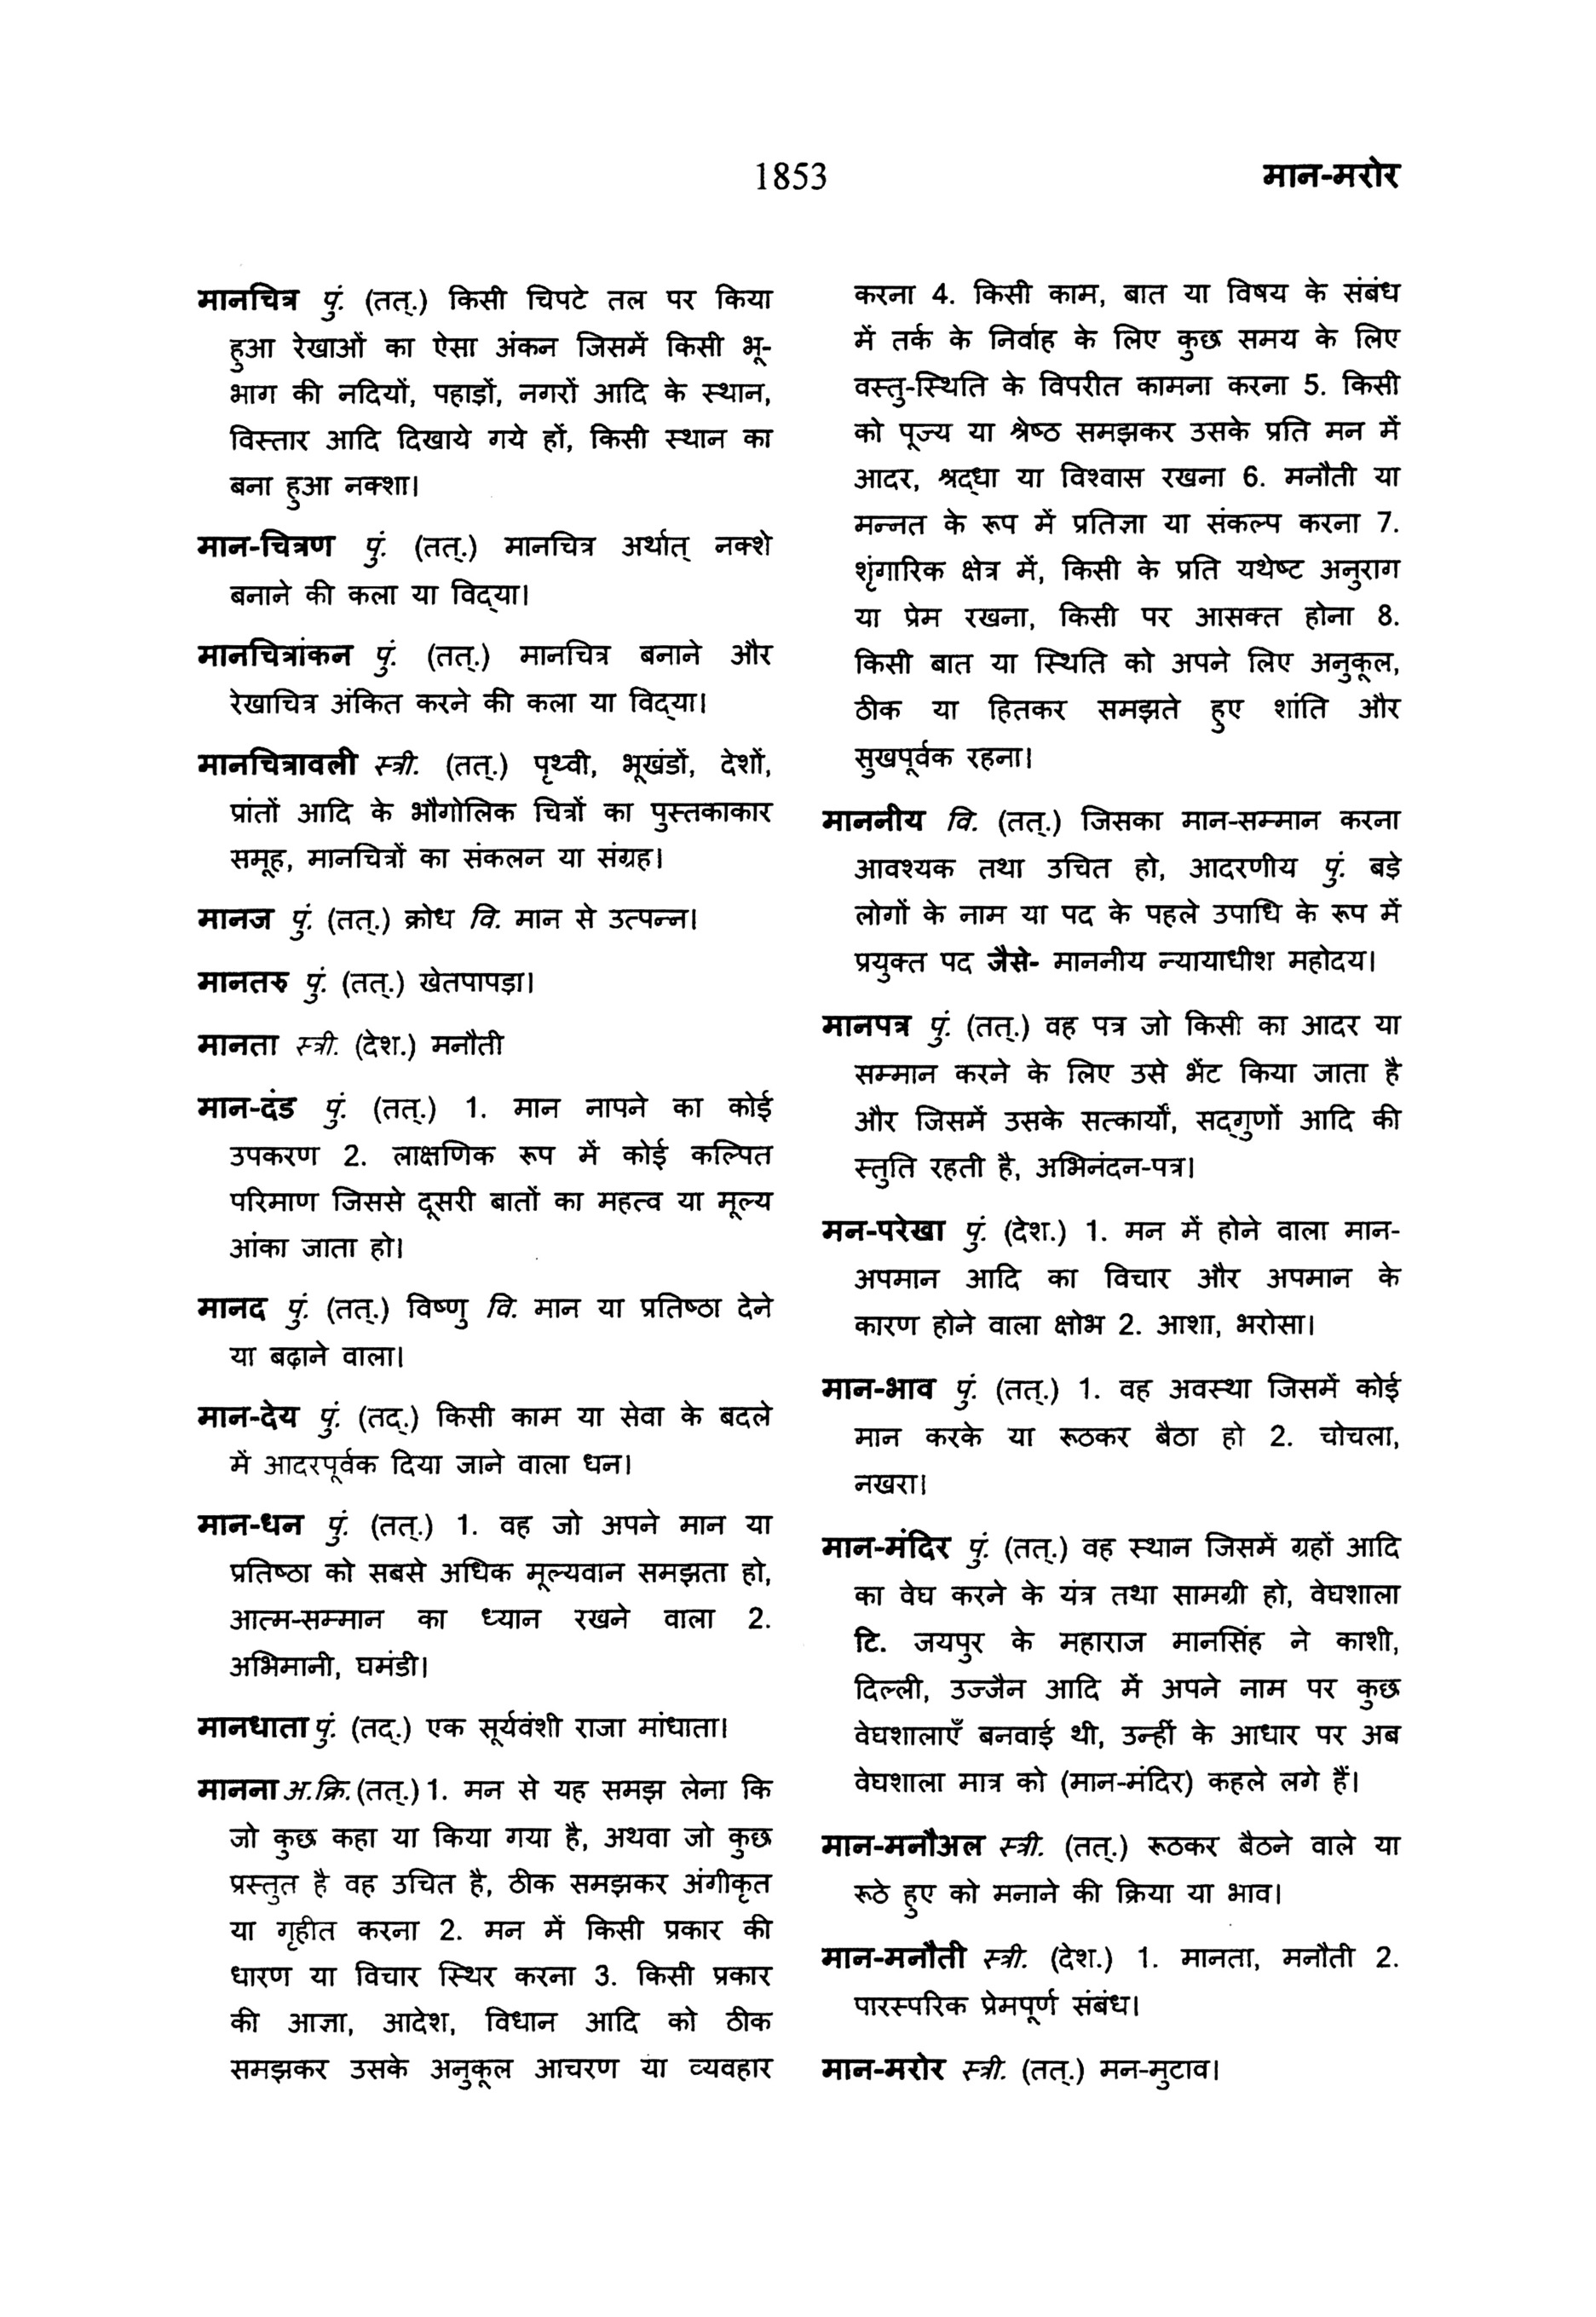 1853
मान-मरोर
मानचित्र पुं. (तत्.) किसी चिपटे तल पर किया
हुआ रेखाओं का ऐसा अंकन जिसमें किसी भू-
भाग की नदियों, पहाड़ों, नगरों आदि के स्थान,
विस्तार आदि दिखाये गये हों, किसी स्थान का
बना हुआ नक्शा।
मान-चित्रण पुं. (तत्.) मानचित्र अर्थात् नक्शे
बनाने की कला या विद्‌या।
मानचित्रांकन पुं. (तत्.) मानचित्र बनाने और
रेखाचित्र अंकित करने की कला या विद्‌या।
मानचित्रावली स्त्री. (तत्.) पृथ्वी, भूखंडों, देशों,
प्रांतों आदि के भौगोलिक चित्रों का पुस्तकाकार
समूह, मानचित्रों का संकलन या संग्रह।
मानज पुं. (तत्.) क्रोध वि. मान से उत्पन्न।
मानतरु पुं. (तत्.) खेतपापड़ा।
मानता स्त्री. (देश.) मनौती
मान-दंड पुं. (तत्.) 1. मान नापने का कोई
उपकरण 2. लाक्षणिक रूप में कोई कल्पित
परिमाण जिससे दूसरी बातों का महत्व या मूल्य
आंका जाता हो।
मानद पुं. (तत्.) विष्णु वि. मान या प्रतिष्ठा देने
या बढ़ाने वाला।
मान-देय पुं. (तद्.) किसी काम या सेवा के बदले
में आदरपूर्वक दिया जाने वाला धन।
मान-धन पुं. (तत्.) 1. वह जो अपने मान या
प्रतिष्ठा को सबसे अधिक मूल्यवान समझता हो,
आत्म-सम्मान का ध्यान रखने वाला 2.
अभिमानी, घमंडी।
मानधाता पुं. (तद्.) एक सूर्यवंशी राजा मांधाता।
मानना अ.क्रि. (तत्.) 1. मन से यह समझ लेना कि
जो कुछ कहा या किया गया है, अथवा जो कुछ
प्रस्तुत है वह उचित है, ठीक समझकर अंगीकृत
या गृहीत करना 2. मन में किसी प्रकार की
धारण या विचार स्थिर करना 3. किसी प्रकार
की आज्ञा, आदेश, विधान आदि को ठीक
समझकर उसके अनुकूल आचरण या व्यवहार
करना 4. किसी काम, बात या विषय के संबंध
में तर्क के निर्वाह के लिए कुछ समय के लिए
वस्तु-स्थिति के विपरीत कामना करना 5. किसी
को पूज्य या श्रेष्ठ समझकर उसके प्रति मन में
आदर, श्रद्‌धा या विश्वास रखना 6. मनौती या
मन्नत के रूप में प्रतिज्ञा या संकल्प करना 7.
शृंगारिक क्षेत्र में, किसी के प्रति यथेष्ट अनुराग
या प्रेम रखना, किसी पर आसक्त होना 8.
किसी बात या स्थिति को अपने लिए अनुकूल,
ठीक या हितकर समझते हुए शांति और
सुखपूर्वक रहना।
माननीय वि. (तत्.) जिसका मान-सम्मान करना
आवश्यक तथा उचित हो, आदरणीय पुं. बड़े
लोगों के नाम या पद के पहले उपाधि के रूप में
प्रयुक्त पद जैसे- माननीय न्यायाधीश महोदय।
मानपत्र पुं. (तत्.) वह पत्र जो किसी का आदर या
सम्मान करने के लिए उसे भेंट किया जाता है
और जिसमें उसके सत्कार्यों, सद्‌गुणों आदि की
स्तुति रहती है, अभिनंदन-पत्र।
मन-परेखा पुं. (देश.) 1. मन में होने वाला मान-
अपमान आदि का विचार और अपमान के
कारण होने वाला क्षोभ 2. आशा, भरोसा।
मान-भाव पुं. (तत्.) 1. वह अवस्था जिसमें कोई
मान करके या रूठकर बैठा हो 2. चोचला,
नखरा।
मान-मंदिर पुं. (तत्.) वह स्थान जिसमें ग्रहों आदि
का वेघ करने के यंत्र तथा सामग्री हो, वेघशाला
टि. जयपुर के महाराज मानसिंह ने काशी,
दिल्ली, उज्जैन आदि में अपने नाम पर कुछ
वेघशालाएँ बनवाई थी, उन्हीं के आधार पर अब
वेघशाला मात्र को (मान-मंदिर) कहले लगे हैं।
मान-मनौअल स्त्री. (तत्.) रूठकर बैठने वाले या
रूठे हुए को मनाने की क्रिया या भाव।
मान-मनौती स्त्री. (देश.) 1. मानता, मनौती 2.
पारस्परिक प्रेमपूर्ण संबंध।
मान-मरोर स्त्री. (तत्.) मन-मुटाव।